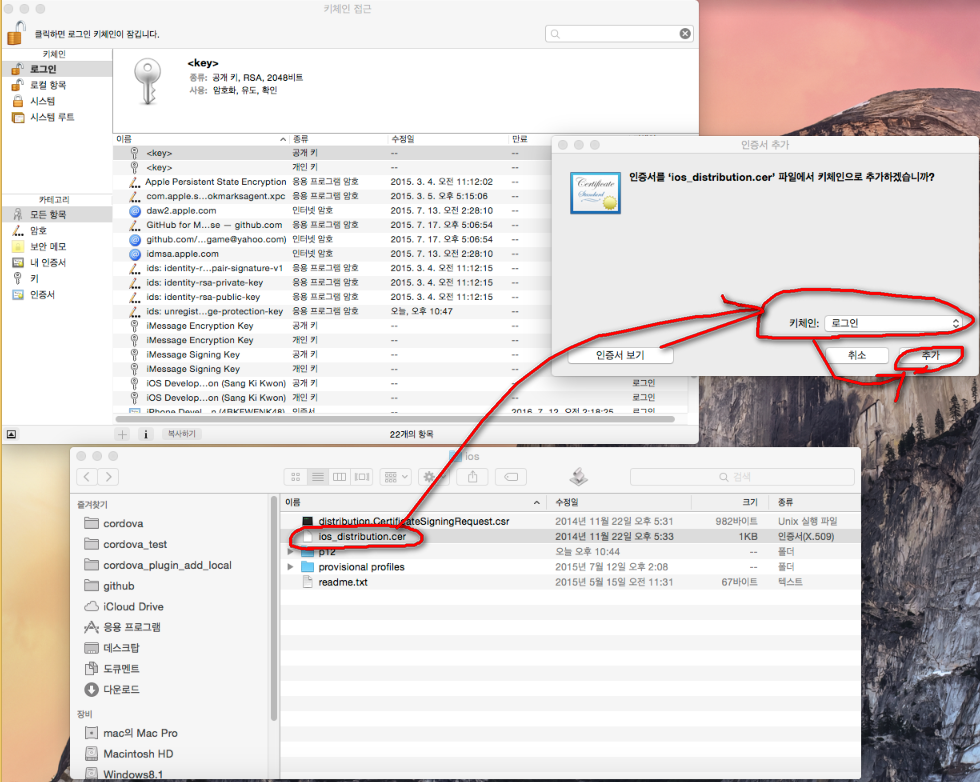 키체인 접근
클릭하면 로그인 키체인이 잠깁니다.
키체인
로그인
로컬 항목
시스템
시스템 루트
카테고리
모든 항목
암호
보안 메모
내 인증서
키
인증서
<key>
종류: 공개 키, RSA, 2048비트
사용: 암호화, 유도, 확인
이름 종류 수정일 만료
<key> 공개 키 -- --
<key> 개인 키 -- --
Apple Persistent State Encryption 응용 프로그램 암호 2015. 3. 4. 오전 11:12:02 --
com.apple.s...okmarksagent.xpc 응용 프로그램 암호 2015. 3. 5. 오후 5:15:06 --
daw2.apple.com 인터넷 암호 2015. 7. 13. 오전 2:28:10 --
GitHub for M...se — github.com 응용 프로그램 암호 2015. 7. 17. 오후 5:06:54 --
github.com/...game@yahoo.com) 인터넷 암호 2015. 7. 17. 오후 5:06:54 --
idmsa.apple.com 인터넷 암호 2015. 7. 13. 오전 2:28:10 --
ids: identity-r...pair-signature-v1 응용 프로그램 암호 2015. 3. 4. 오전 11:12:15 --
ids: identity-rsa-private-key 응용 프로그램 암호 2015. 3. 4. 오전 11:12:15 --
ids: identity-rsa-public-key 응용 프로그램 암호 2015. 3. 4. 오전 11:12:15 --
ids: unregist...ge-protection-key 응용 프로그램 암호 오늘, 오후 10:47 --
iMessage Encryption Key 공개 키 -- --
iMessage Encryption Key 개인 키 -- --
iMessage Signing Key 공개 키 -- --
iMessage Signing Key 개인 키 -- --
iOS Develop...on (Sang Ki Kwon) 공개 키 -- -- 로그인
iOS Develop...on (Sang Ki Kwon) 개인 키 -- -- 로그인
iPhone Devel... (4BKEWENK48) 인증서 -- 2016. 7. 12. 오후 2:18:25 로그인
복사하기
22개의 항목
인증서 추가
인증서를 ‘ios_distribution.cer’ 파일에서 키체인으로 추가하겠습니까?
키체인: 로그인
인증서 보기 취소 추가
ios
검색
즐겨찾기
cordova
cordova_test
cordova_plugin_add_local
github
iCloud Drive
응용 프로그램
데스크탑
도큐멘트
다운로드
장비
mac의 Mac Pro
Macintosh HD
Windows8.1
이름 수정일 크기 종류
distribution.CertificateSigningRequest.csr 2014년 11월 22일 오후 5:31 982바이트 Unix 실행 파일
ios_distribution.cer 2014년 11월 22일 오후 5:33 1KB 인증서(X.509)
p12 오늘 오후 10:44 -- 폴더
provisional profiles 2015년 7월 12일 오후 2:08 -- 폴더
readme.txt 2015년 5월 15일 오전 11:31 67바이트 텍스트